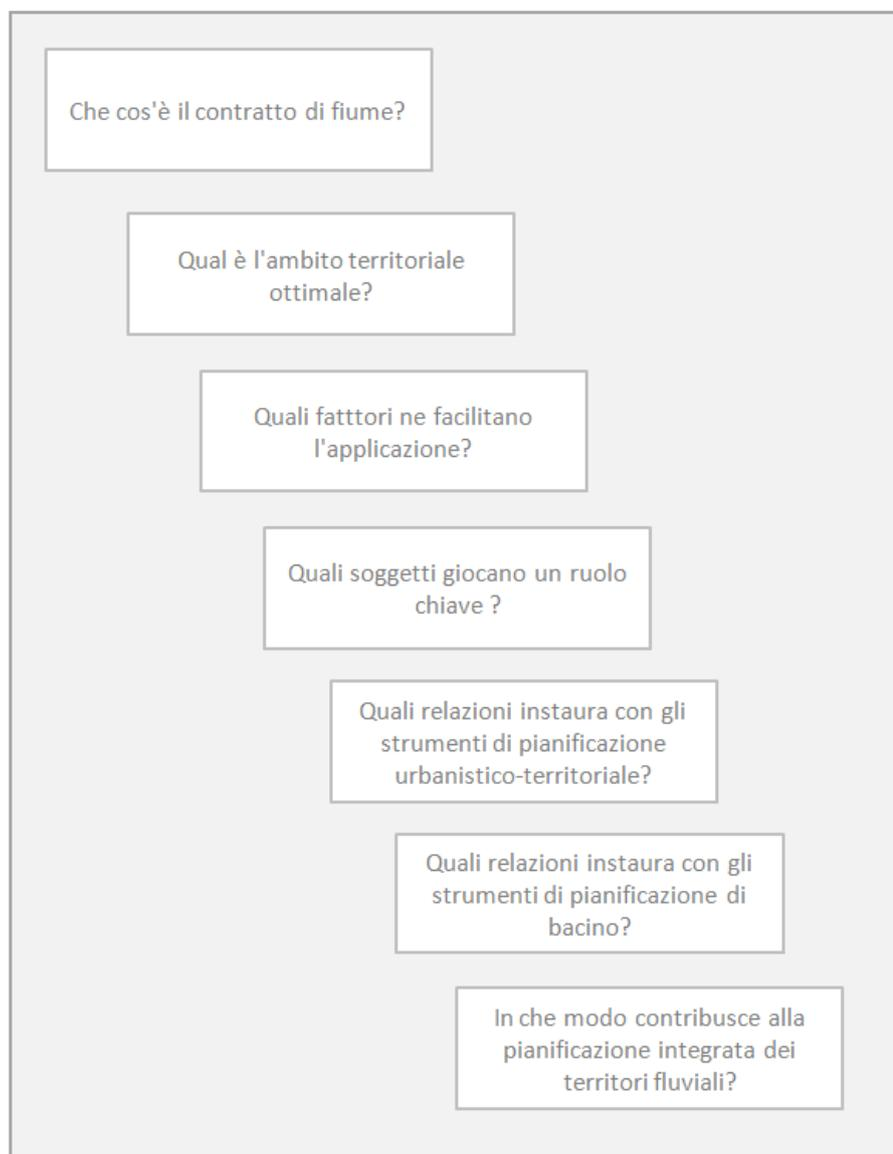 Che cos'è il contratto di fiume?
Qual è l'ambito territoriale
ottimale?
Quali fatttori ne facilitano
l'applicazione?
Quali soggetti giocano un ruolo
chiave ?
Quali relazioni instaura con gli
strumenti di pianificazione
urbanistico-territoriale?
Quali relazioni instaura con gli
strumenti di pianificazione di
bacino?
In che modo contribusce alla
pianificazione integrata dei
territori fluviali?